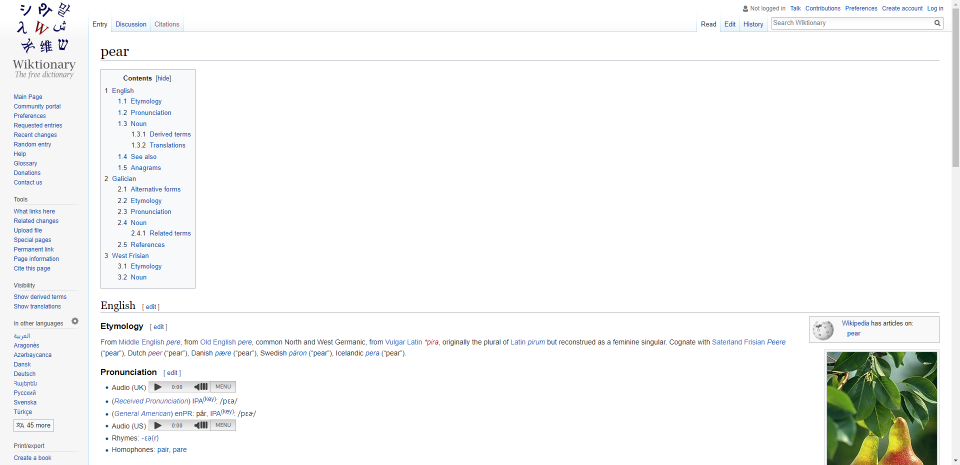 Not logged in Talk Contributions Preferences Create account Log in
Entry Discussion Citations Read Edit History Search Wiktionary
Wiktionary
The free dictionary
Main Page
Community portal
Preferences
Requested entries
Recent changes
Random entry
Help
Glossary
Donations
Contact us
Tools
What links here
Related changes
Upload file
Special pages
Permanent link
Page information
Cite this page
Visibility
Show derived terms
Show translations
In other languages
العربية
Aragonés
Azərbaycanca
Dansk
Deutsch
Հայերեն
Русский
Svenska
Türkçe
45 more
Print/export
Create a book
pear
Contents [hide]
1 English
1.1 Etymology
1.2 Pronunciation
1.3 Noun
1.3.1 Derived terms
1.3.2 Translations
1.4 See also
1.5 Anagrams
2 Galician
2.1 Alternative forms
2.2 Etymology
2.3 Pronunciation
2.4 Noun
2.4.1 Related terms
2.5 References
3 West Frisian
3.1 Etymology
3.2 Noun
English [ edit ]
Etymology [ edit ]
From Middle English pere, from Old English pere, common North and West Germanic, from Vulgar Latin *pira, originally the plural of Latin pirum but reconstrued as a feminine singular. Cognate with Saterland Frisian Peere
("pear"), Dutch peer ("pear"), Danish pære ("pear"), Swedish päron ("pear"), Icelandic pera ("pear").
Wikipedia has articles on:
pear
Pronunciation [ edit ]
Audio (UK) 0:00 MENU
(Received Pronunciation) IPA(key): /pɛə/
(General American) enPR: pâr, IPA(key): /pɛɚ/
Audio (US) 0:00 MENU
Rhymes: -ɛə(r)
Homophones: pair, pare